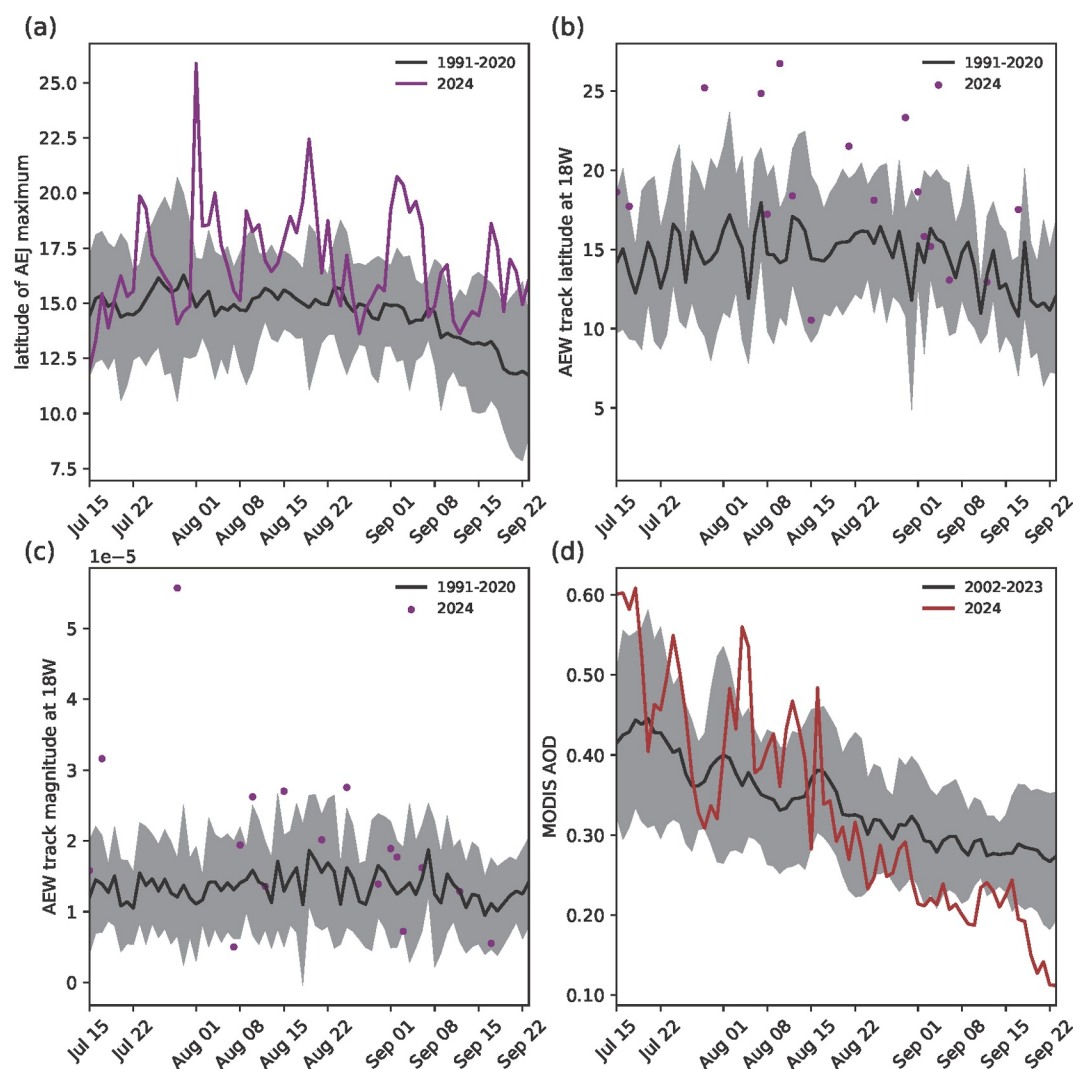 (a)
latitude of AEJ maximum
25.0
22.5
20.0
17.5
15.0
12.5
10.0
7.5
1991-2020
2024
Jul 15
Jul 22
Aug 01
Aug 08
Aug 15
Aug 22
Sep 01
Sep 08
Sep 15
Sep 22
(b)
AEW track latitude at 18W
25
20
15
10
5
1991-2020
2024
Jul 15
Jul 22
Aug 01
Aug 08
Aug 15
Aug 22
Sep 01
Sep 08
Sep 15
Sep 22
(c)
1e−5
AEW track magnitude at 18W
5
4
3
2
1
0
1991-2020
2024
Jul 15
Jul 22
Aug 01
Aug 08
Aug 15
Aug 22
Sep 01
Sep 08
Sep 15
Sep 22
(d)
MODIS AOD
0.60
0.50
0.40
0.30
0.20
0.10
2002-2023
2024
Jul 15
Jul 22
Aug 01
Aug 08
Aug 15
Aug 22
Sep 01
Sep 08
Sep 15
Sep 22